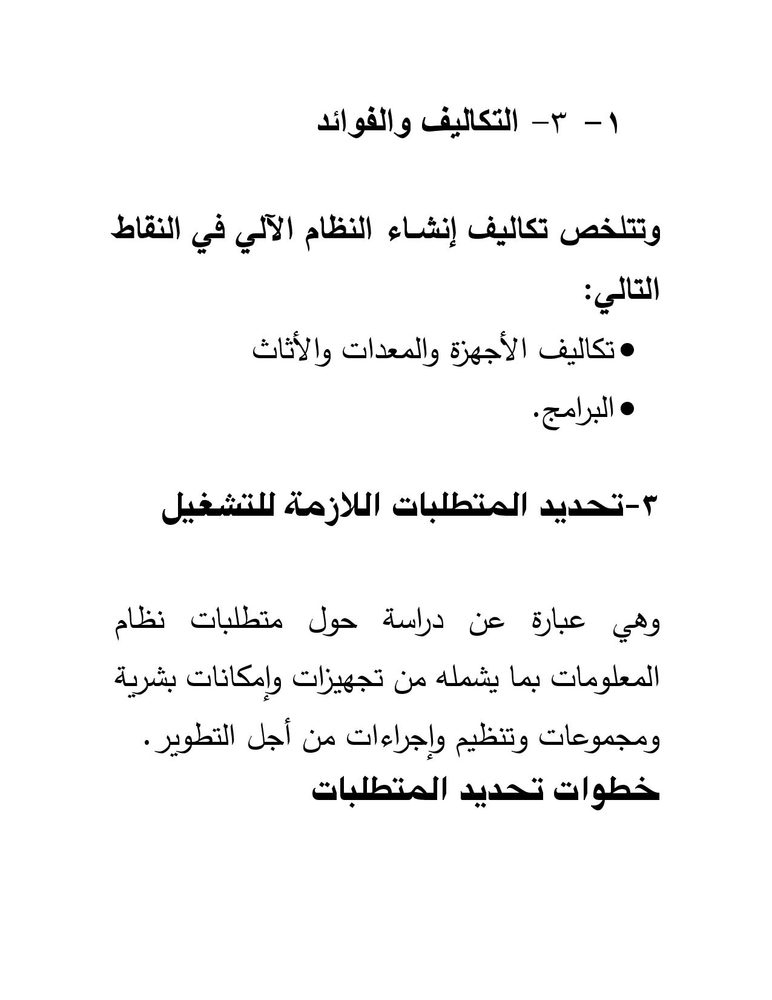 ١- ٣- التكاليف والفوائد
وتتلخص تكاليف إنشاء النظام الآلي في النقاط
التالي:
•تكاليف الأجهزة والمعدات والأثاث
•البرامج.
٣-تحديد المتطلبات اللازمة للتشغيل
وهي عبارة عن دراسة حول متطلبات نظام
المعلومات بما يشمله من تجهيزات وإمكانات بشرية
ومجموعات وتنظيم وإجراءات من أجل التطوير.
خطوات تحديد المتطلبات